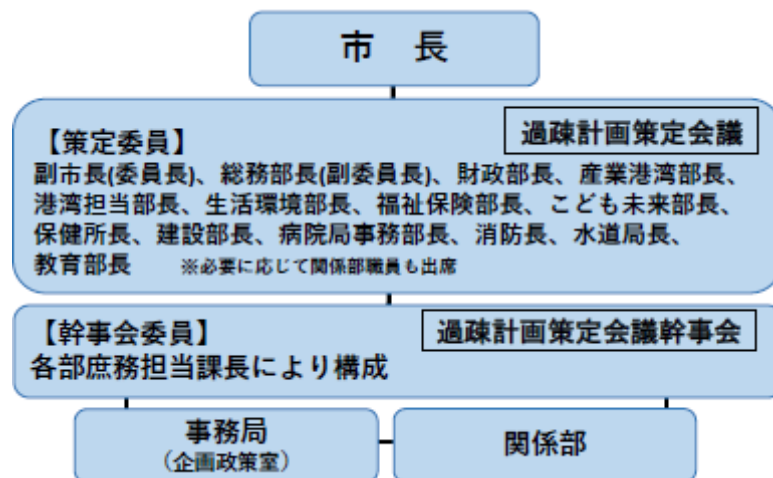 市　長
過疎計画策定会議
【策定委員】
副市長(委員長)、総務部長(副委員長)、財政部長、産業港湾部長、
港湾担当部長、生活環境部長、福祉保険部長、こども未来部長、
保健所長、建設部長、病院局事務部長、消防長、水道局長、
教育部長　　※必要に応じて関係部職員も出席
【幹事会委員】
過疎計画策定会議幹事会
各部庶務担当課長により構成
事務局
（企画政策室）
関係部